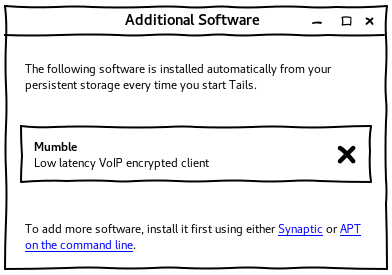 Additional Software
The following software is installed automatically from your
persistent storage every time you start Tails.
Mumble
Low latency VoIP encrypted client
To add more software, install it first using either Synaptic or APT
on the command line.